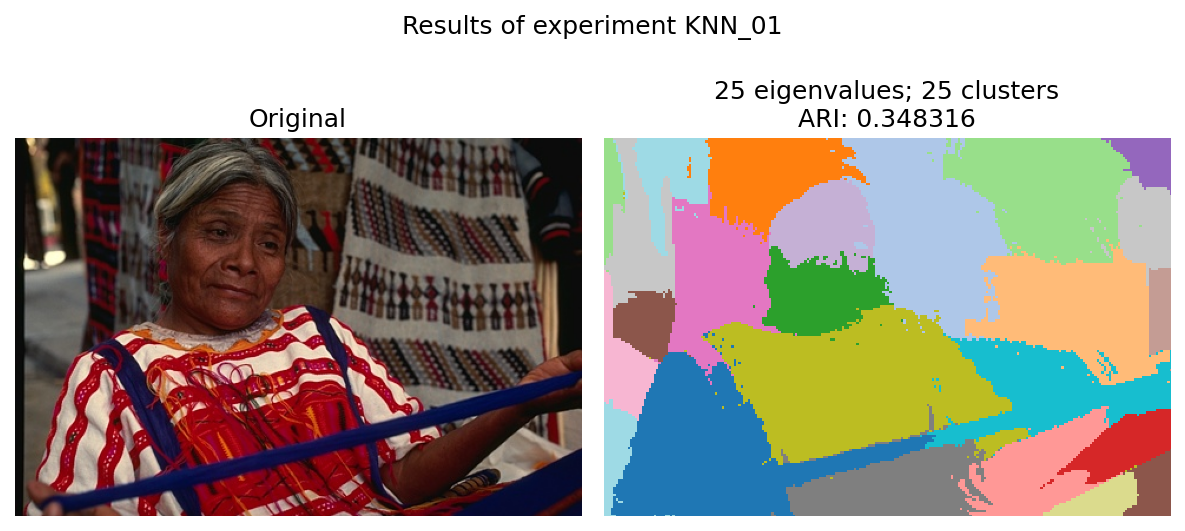 Results of experiment KNN_01
Original
25 eigenvalues; 25 clusters
ARI: 0.348316